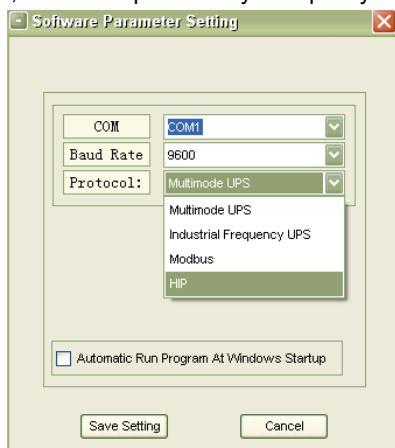 Software Parameter Setting
COM COM1
Baud Rate 9600
Protocol: Multimode UPS
Multimode UPS
Industrial Frequency UPS
Modbus
HIP
Automatic Run Program At Windows Startup
Save Setting Cancel